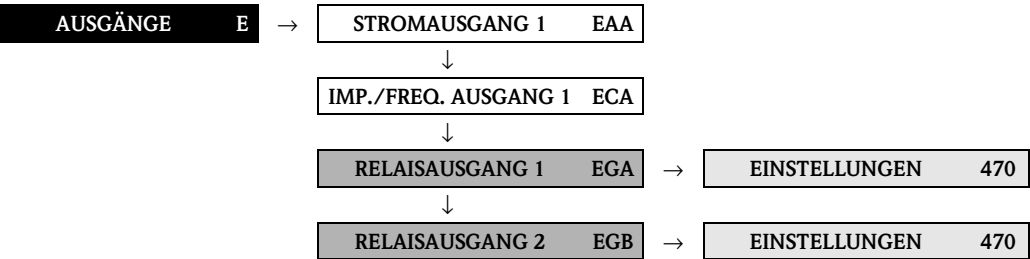 AUSGÄNGE E → STROMAUSGANG 1 EAA
↓
IMP./FREQ. AUSGANG 1 ECA
↓
RELAISAUSGANG 1 EGA → EINSTELLUNGEN 470
↓
RELAISAUSGANG 2 EGB → EINSTELLUNGEN 470